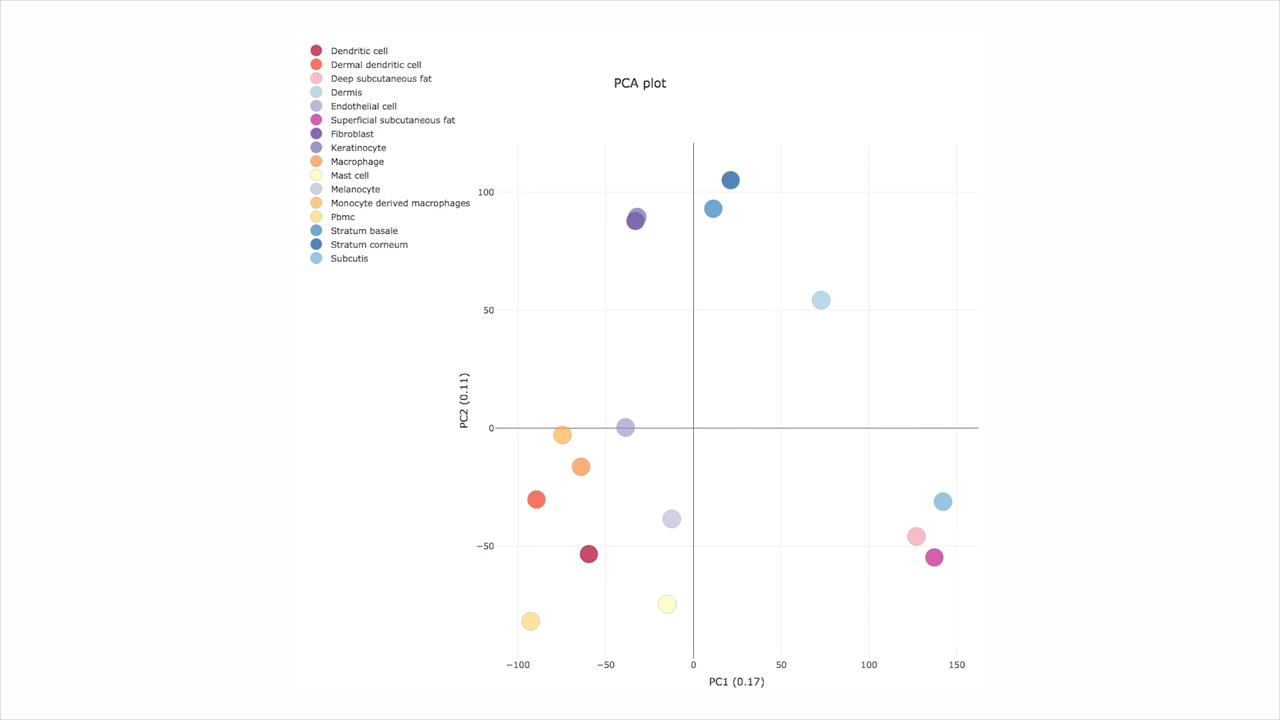 Dendritic cell
Dermal dendritic cell
Deep subcutaneous fat
Dermis
Endothelial cell
Superficial subcutaneous fat
Fibroblast
Keratinocyte
Macrophage
Mast cell
Melanocyte
Monocyte derived macrophages
Pbmc
Stratum basale
Stratum corneum
Subcutis
PCA plot
100
50
0
−50
PC2 (0.11)
−100
−50
0
50
100
150
PC1 (0.17)